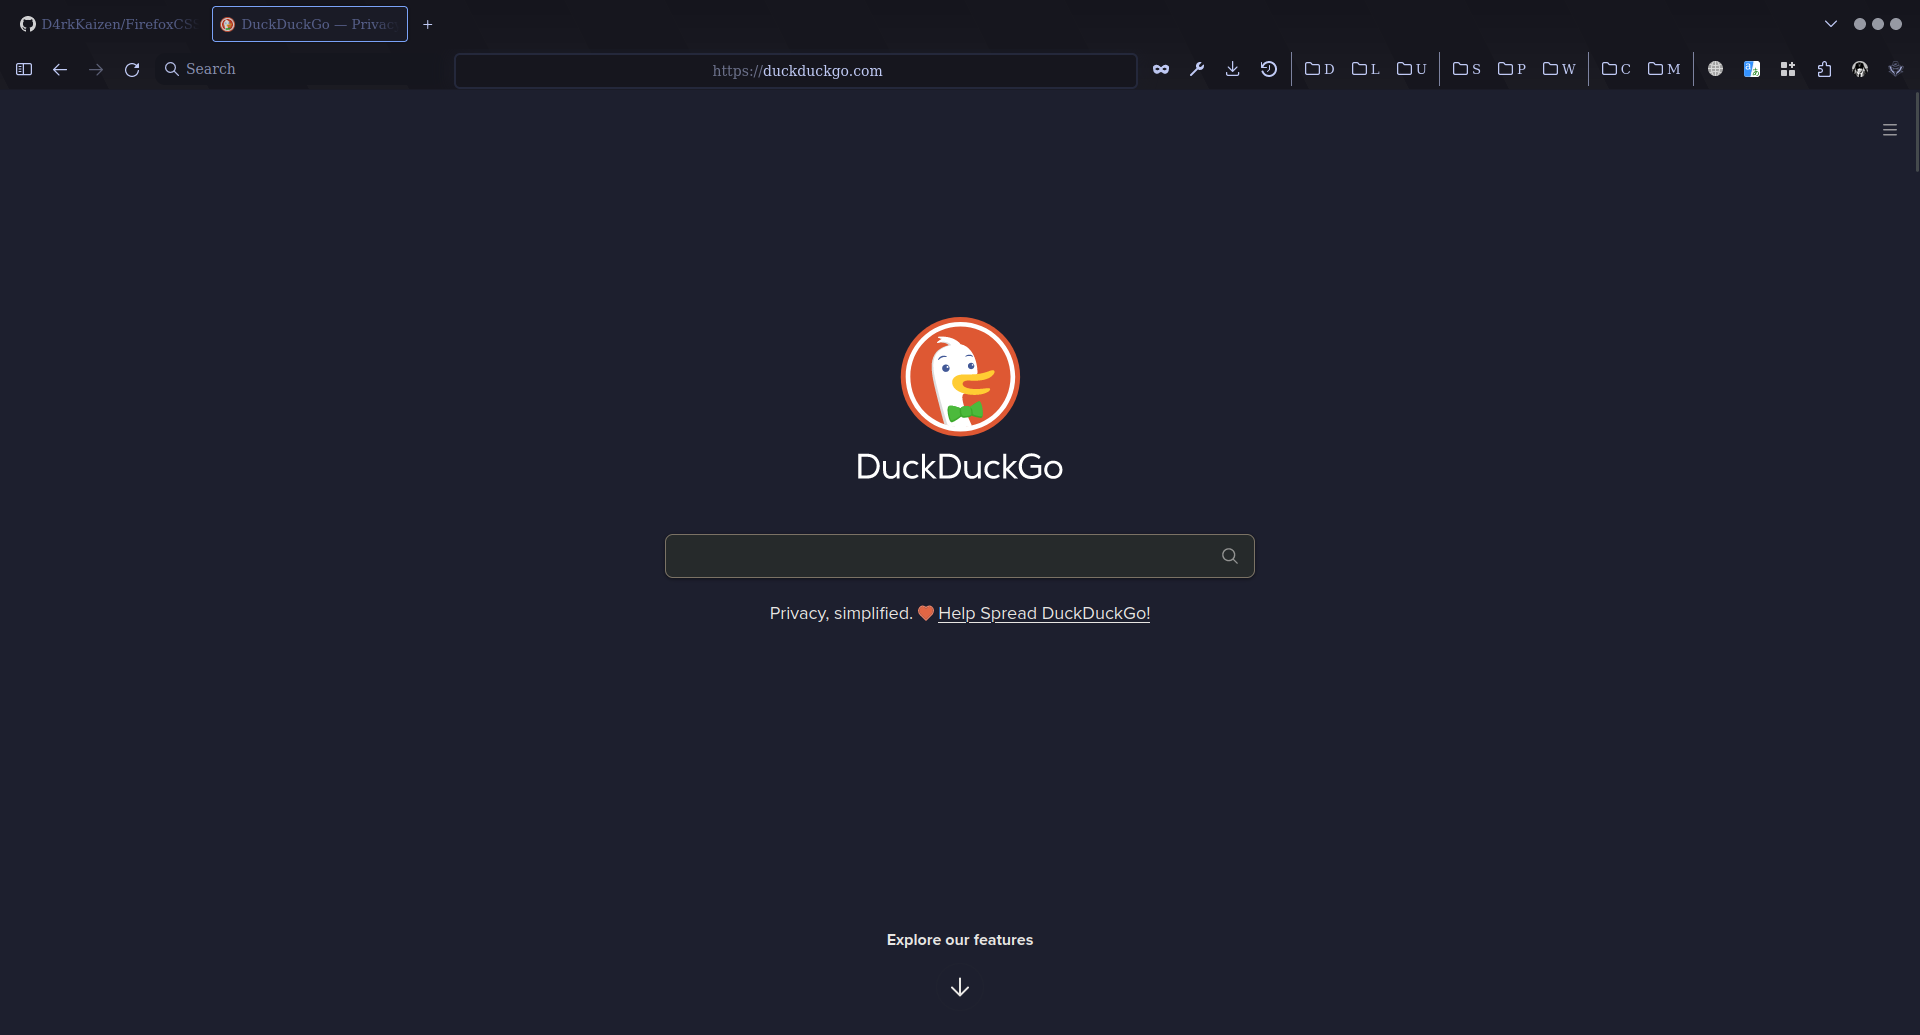 D4rkKaizen/FirefoxCS
DuckDuckGo — Privac
Search
https://duckduckgo.com
D
L
U
S
P
W
C
M
DuckDuckGo
Privacy, simplified. Help Spread DuckDuckGo!
Explore our features